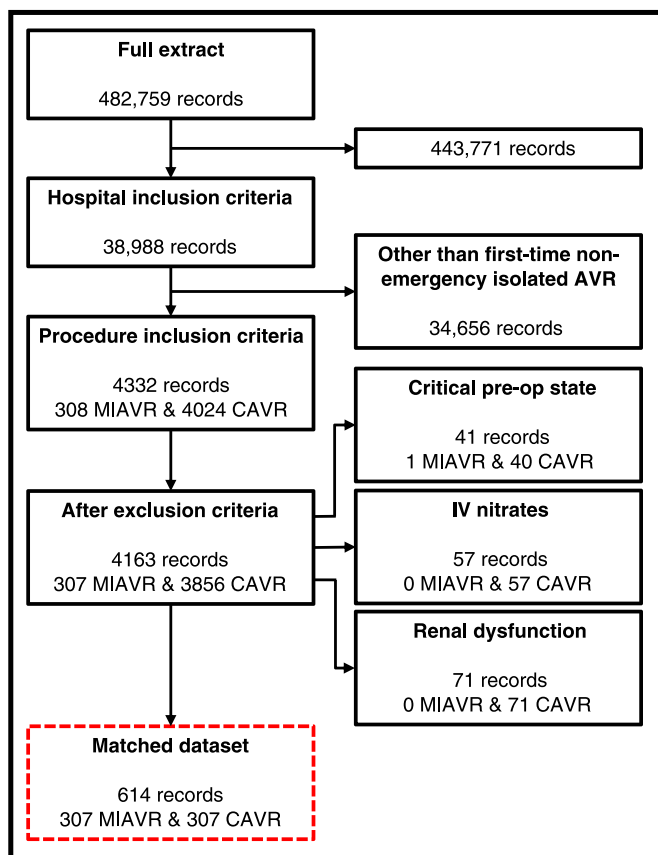 Full extract
482,759 records
443,771 records
Hospital inclusion criteria
38,988 records
Other than first-time non-
emergency isolated AVR
34,656 records
Procedure inclusion criteria
4332 records
308 MIAVR & 4024 CAVR
Critical pre-op state
41 records
1 MIAVR & 40 CAVR
After exclusion criteria
4163 records
307 MIAVR & 3856 CAVR
IV nitrates
57 records
0 MIAVR & 57 CAVR
Renal dysfunction
71 records
0 MIAVR & 71 CAVR
Matched dataset
614 records
307 MIAVR & 307 CAVR